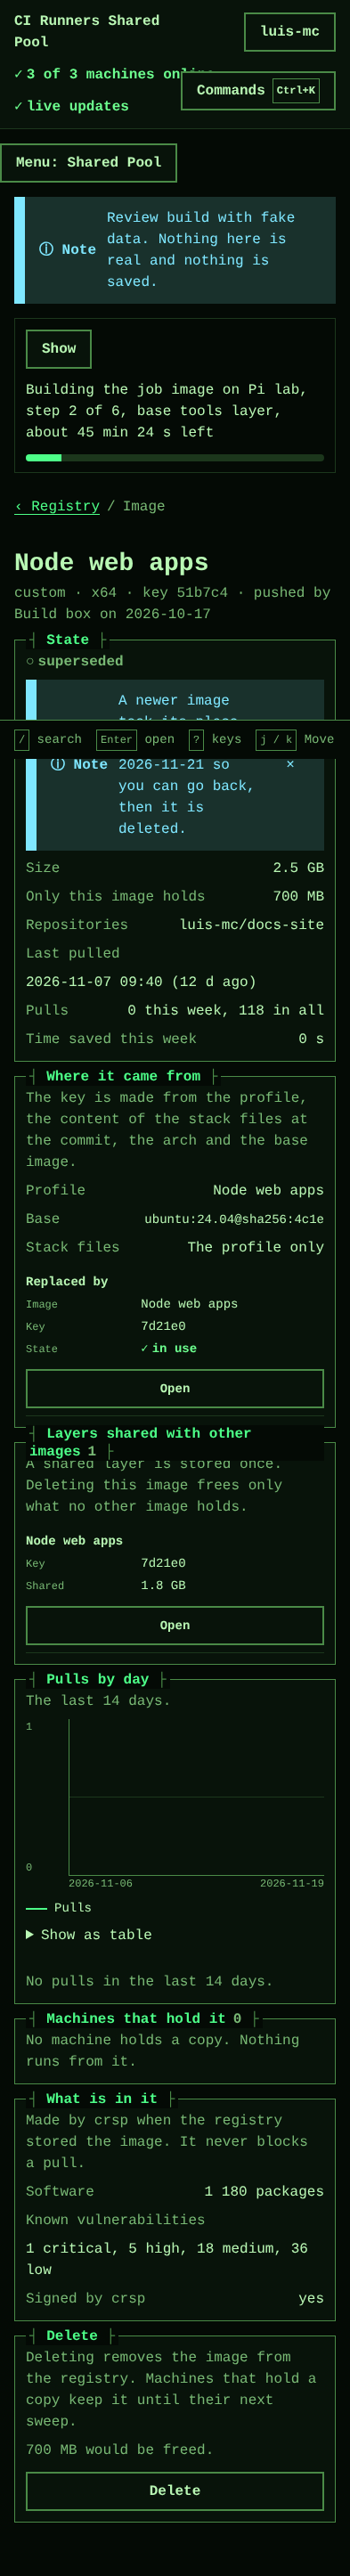 CI Runners Shared
Pool
luis-mc
✓ 3 of 3 machines
Commands Ctrl+K
✓ live updates
Menu: Shared Pool
ⓘ Note
Review build with fake
data. Nothing here is
real and nothing is
saved.
Show
Building the job image on Pi lab,
step 2 of 6, base tools layer,
about 45 min 24 s left
‹ Registry / Image
Node web apps
custom · x64 · key 51b7c4 · pushed by
Build box on 2026-10-17
State
○ superseded
A newer image
/ search Enter open ? keys j / k Move
ⓘ Note
2026-11-21 so
you can go back,
then it is
deleted.
×
Size 2.5 GB
Only this image holds 700 MB
Repositories luis-mc/docs-site
Last pulled
2026-11-07 09:40 (12 d ago)
Pulls 0 this week, 118 in all
Time saved this week 0 s
Where it came from
The key is made from the profile,
the content of the stack files at
the commit, the arch and the base
image.
Profile Node web apps
Base ubuntu:24.04@sha256:4c1e
Stack files The profile only
Replaced by
Image Node web apps
Key 7d21e0
State ✓ in use
Open
Layers shared with other
images 1
A shared layer is stored once.
Deleting this image frees only
what no other image holds.
Node web apps
Key 7d21e0
Shared 1.8 GB
Open
Pulls by day
The last 14 days.
1
0
2026-11-06 2026-11-19
Pulls
▶ Show as table
No pulls in the last 14 days.
Machines that hold it 0
No machine holds a copy. Nothing
runs from it.
What is in it
Made by crsp when the registry
stored the image. It never blocks
a pull.
Software 1 180 packages
Known vulnerabilities
1 critical, 5 high, 18 medium, 36
low
Signed by crsp yes
Delete
Deleting removes the image from
the registry. Machines that hold a
copy keep it until their next
sweep.
700 MB would be freed.
Delete